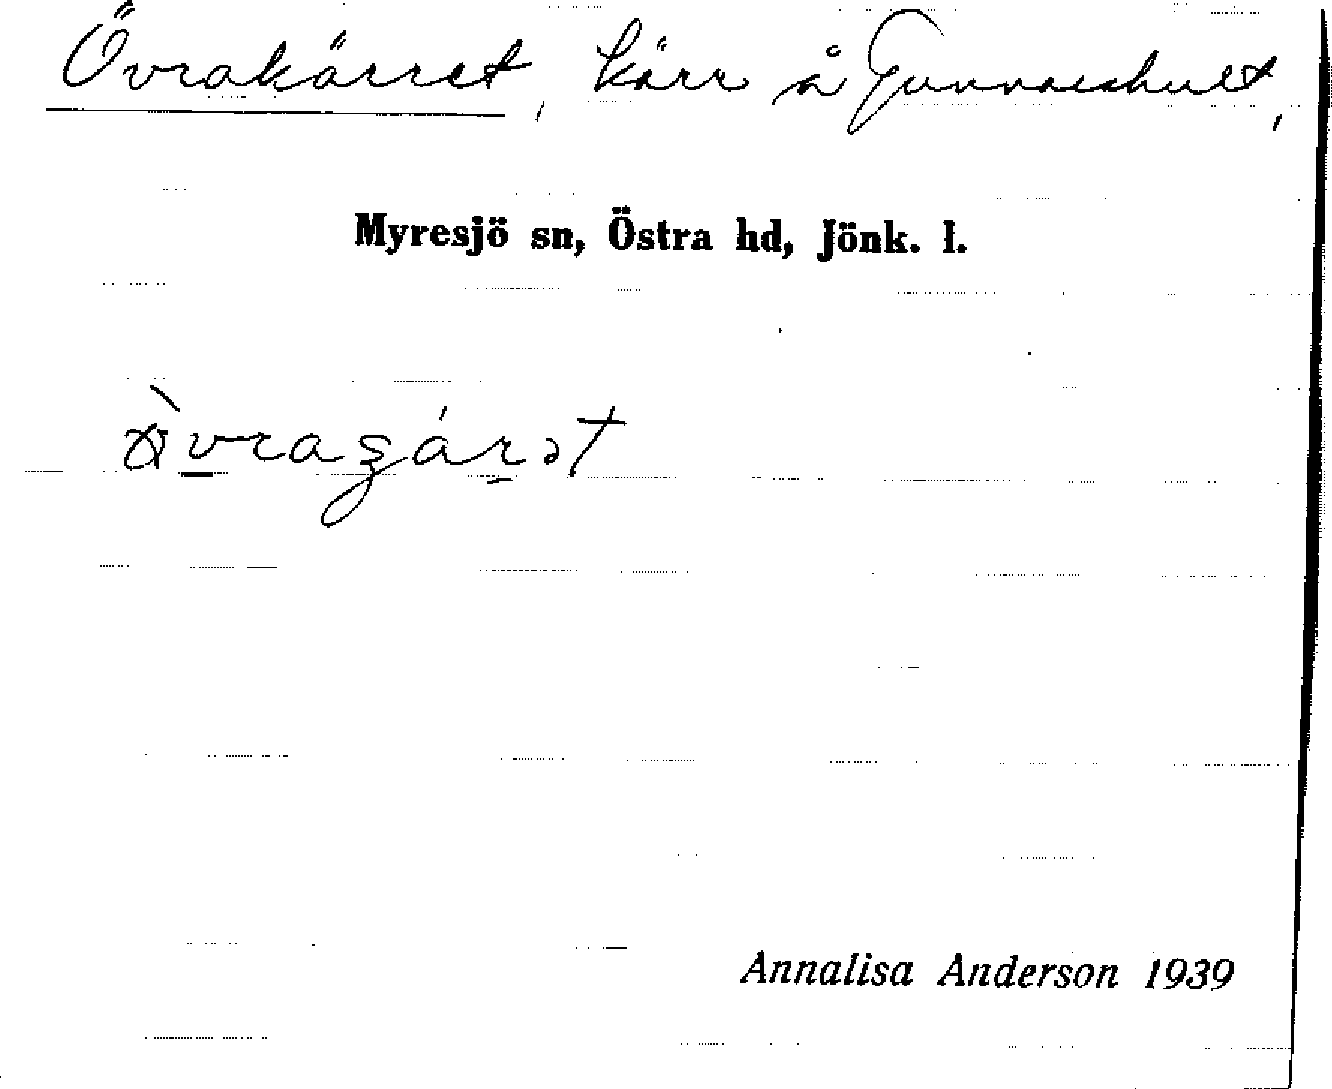 Övrakärret, kärr å Gunnarshult,
Myresjö sn, Östra hd, Jönk. l.
Annalisa Anderson 1939